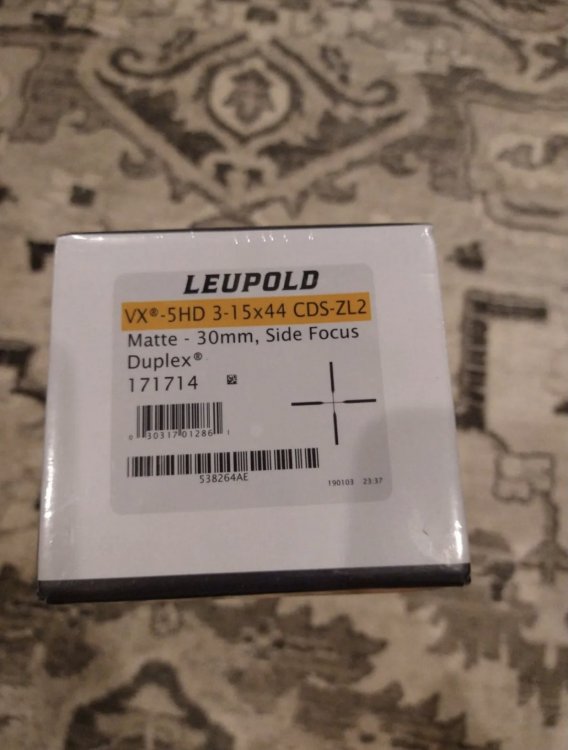 LEUPOLD
VX®-5HD 3-15x44 CDS-ZL2
Matte - 30mm, Side Focus
Duplex®
171714
0 30317 01286 1
538264AE
190103 23:37